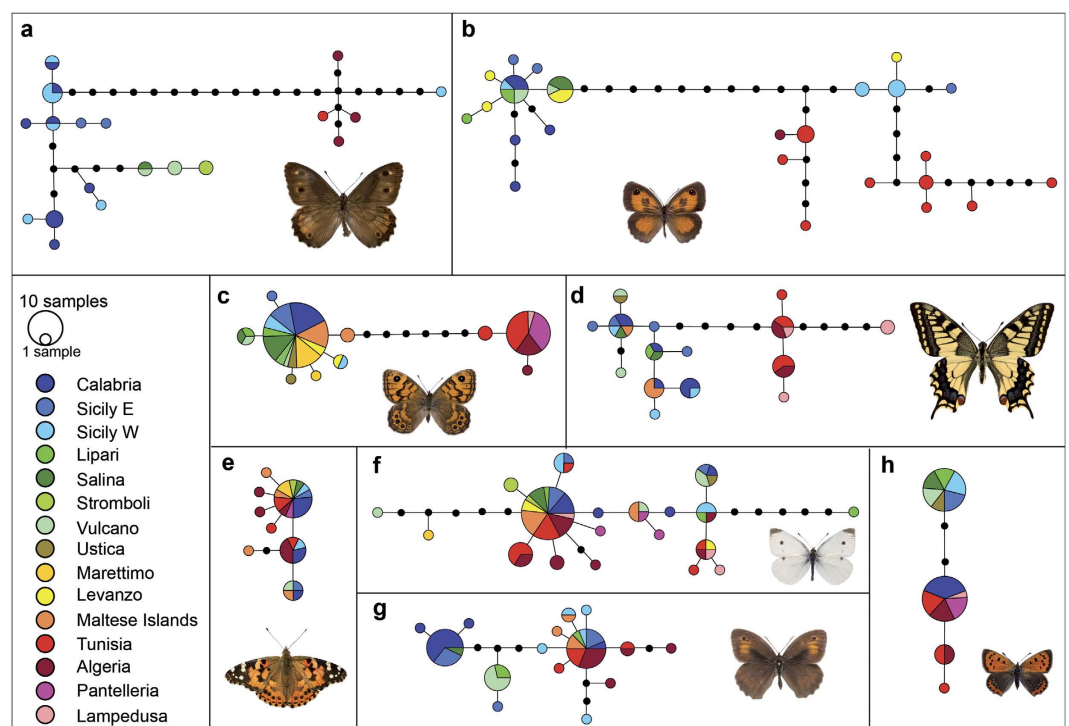 a
b
10 samples
1 sample
Calabria
Sicily E
Sicily W
Lipari
Salina
Stromboli
Vulcano
Ustica
Marettimo
Levanzo
Maltese Islands
Tunisia
Algeria
Pantelleria
Lampedusa
c
d
e
f
g
h